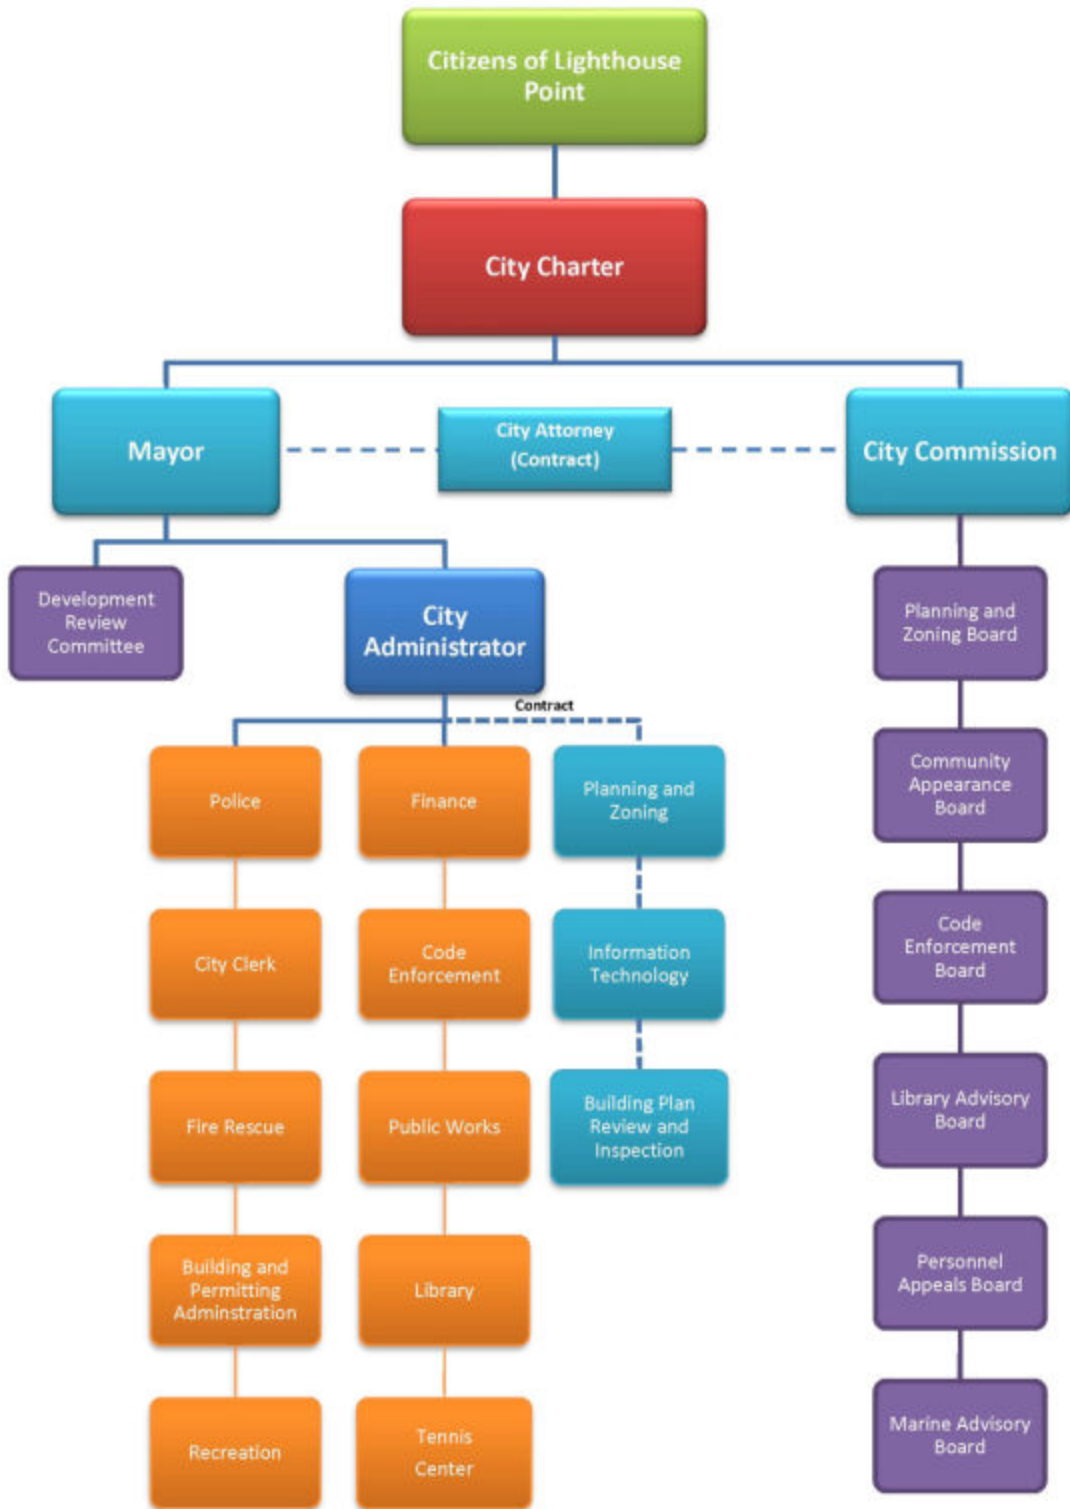 Citizens of Lighthouse
Point
City Charter
Mayor
City Attorney
(Contract)
City Commission
Development
Review
Committee
City
Administrator
Planning and
Zoning Board
Contract
Police
Finance
Planning and
Zoning
Community
Appearance
Board
City Clerk
Code
Enforcement
Information
Technology
Code
Enforcement
Board
Fire Rescue
Public Works
Building Plan
Review and
Inspection
Library Advisory
Board
Building and
Permitting
Adminstration
Library
Personnel
Appeals Board
Recreation
Tennis
Center
Marine Advisory
Board